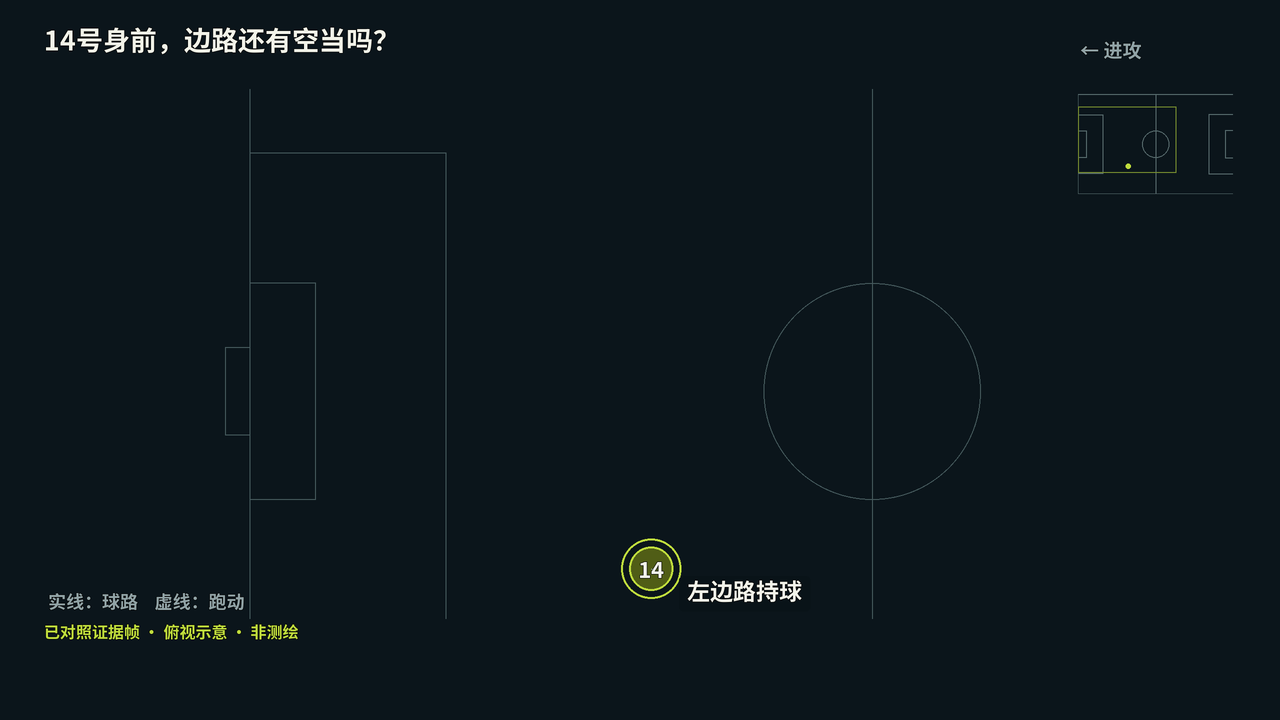 14号身前，边路还有空当吗？
← 进攻
14
左边路持球
实线：球路 虚线：跑动
已对照证据帧 · 俯视示意 · 非测绘